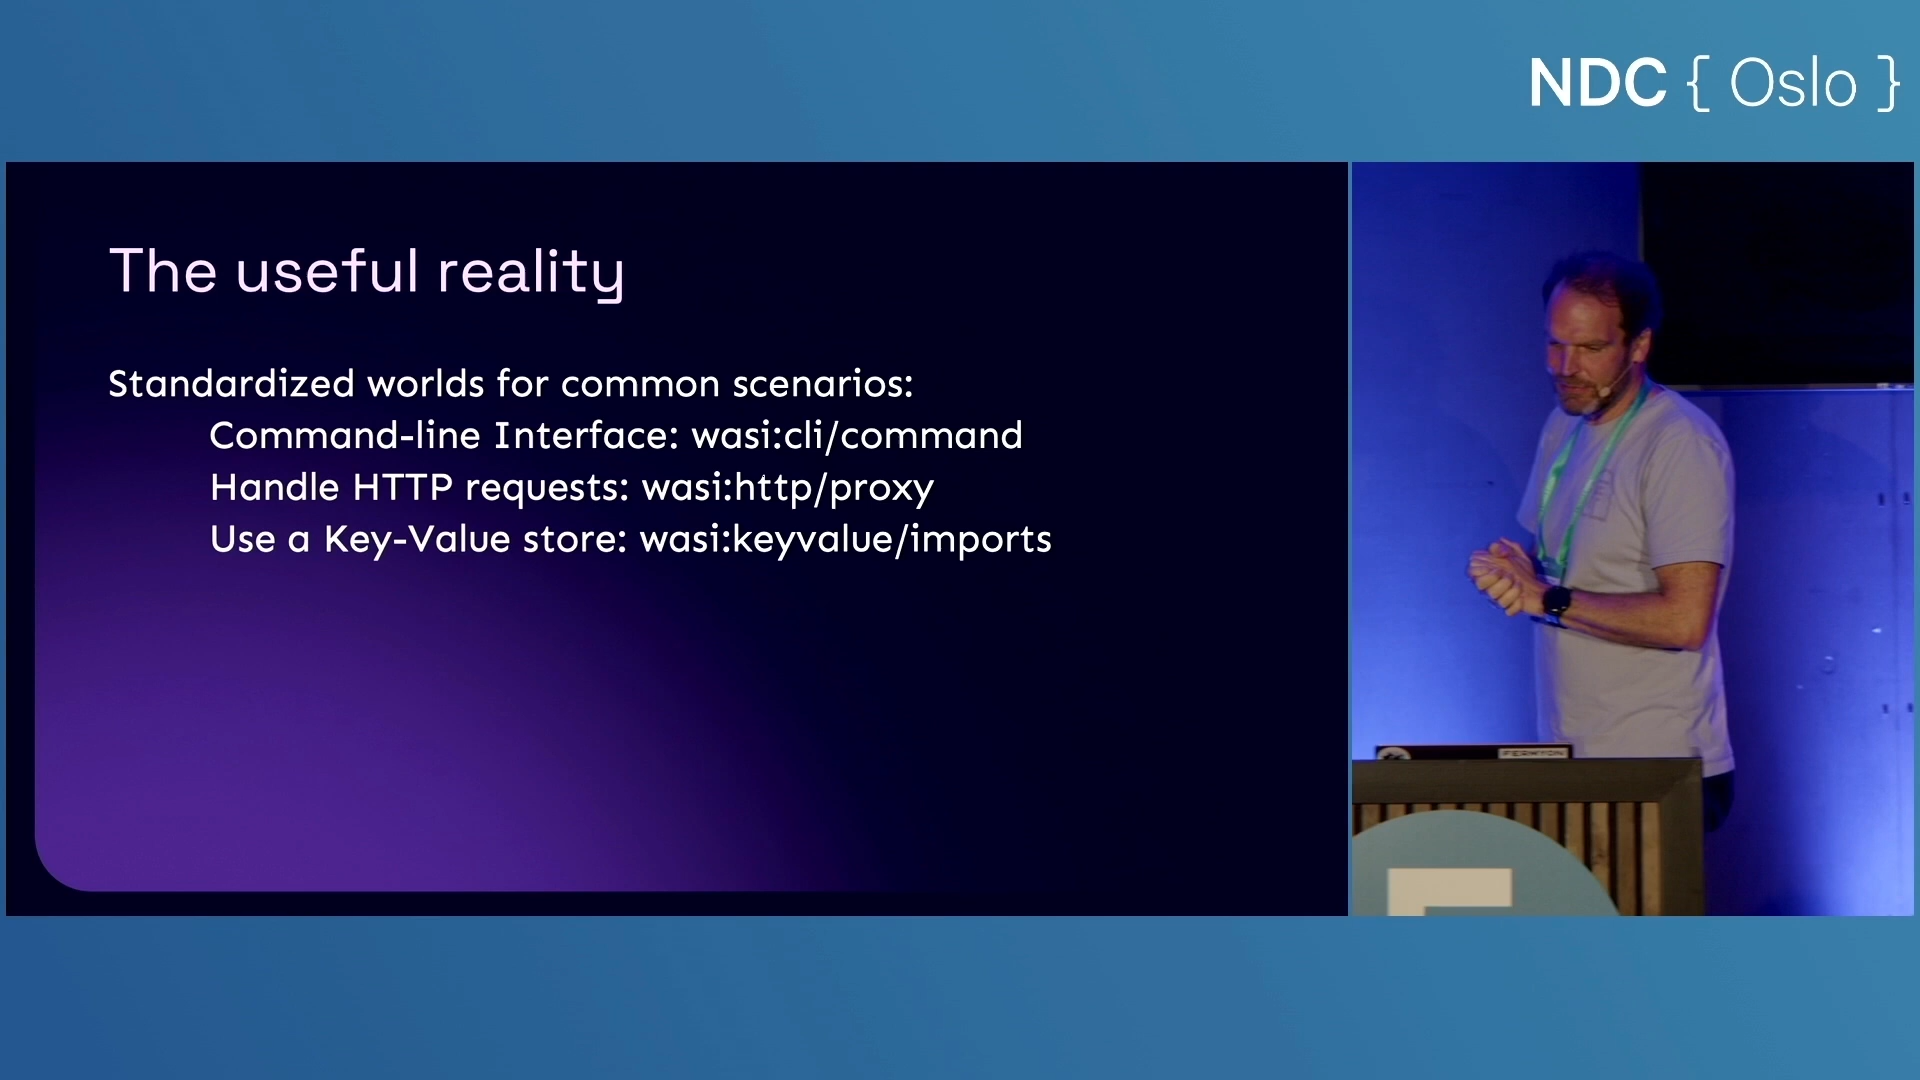 NDC { Oslo }
The useful reality
Standardized worlds for common scenarios:
Command-line Interface: wasi:cli/command
Handle HTTP requests: wasi:http/proxy
Use a Key-Value store: wasi:keyvalue/imports
FERMYON